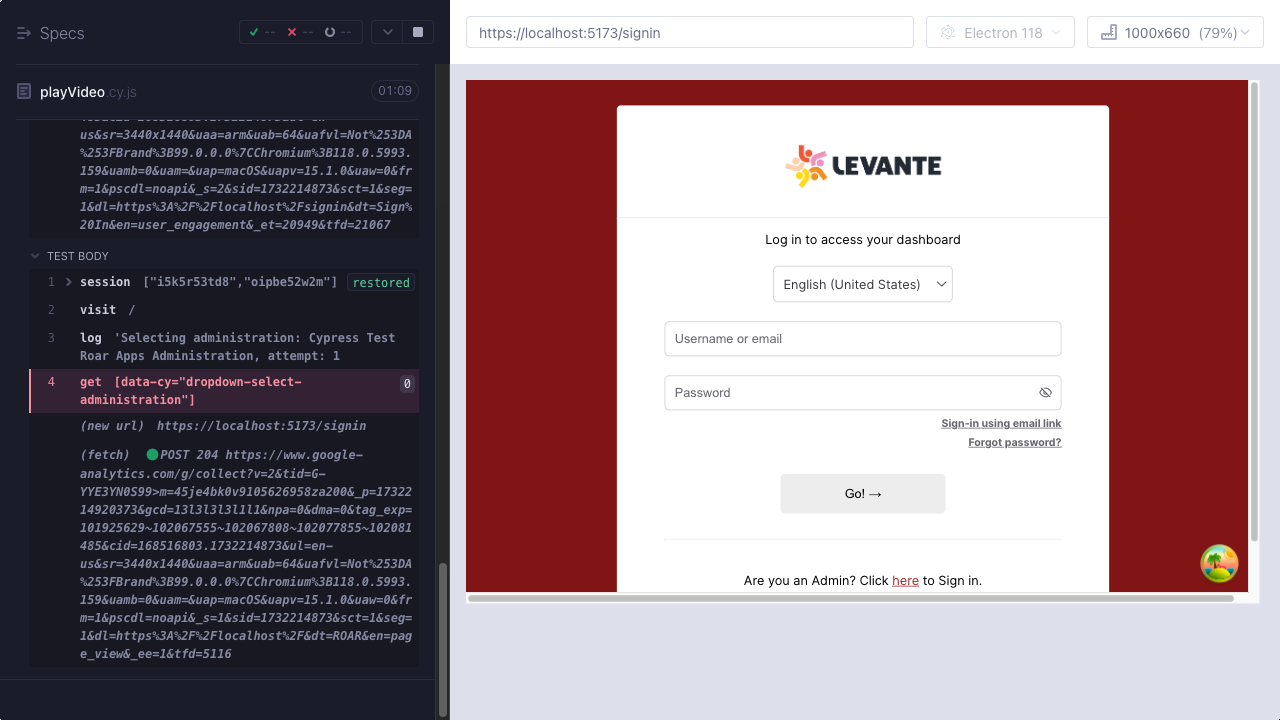 Specs
--
--
--
playVideo.cy.js
01:09
us&sr=3440x1440&uaa=arm&uab=64&uafvl=Not%253DA
%253FBrand%3B99.0.0.0%7CChromium%3B118.0.5993.
159&uamb=0&uam=&uap=macOS&uapv=15.1.0&uaw=0&fr
m=1&pscdl=noapi&_s=2&sid=1732214873&sct=1&seg=
1&dl=https%3A%2F%2Flocalhost%2Fsignin&dt=Sign%
20In&en=user_engagement&_et=20949&tfd=21067
TEST BODY
1 session ["i5k5r53td8","oipbe52w2m"] restored
2 visit /
3 log 'Selecting administration: Cypress Test
Roar Apps Administration, attempt: 1
4 get [data-cy="dropdown-select-
administration"] 0
(new url) https://localhost:5173/signin
(fetch) POST 204 https://www.google-
analytics.com/g/collect?v=2&tid=G-
YYE3YN0S99>m=45je4bk0v9105626958za200&_p=17322
14920373&gcd=13l3l3l3l1l1&npa=0&dma=0&tag_exp=
101925629~102067555~102067808~102077855~102081
485&cid=168516803.1732214873&ul=en-
us&sr=3440x1440&uaa=arm&uab=64&uafvl=Not%253DA
%253FBrand%3B99.0.0.0%7CChromium%3B118.0.5993.
159&uamb=0&uam=&uap=macOS&uapv=15.1.0&uaw=0&fr
m=1&pscdl=noapi&_s=1&sid=1732214873&sct=1&seg=
1&dl=https%3A%2F%2Flocalhost%2F&dt=ROAR&en=pag
e_view&_ee=1&tfd=5116
https://localhost:5173/signin
Electron 118
1000x660 (79%)
LEVANTE
Log in to access your dashboard
English (United States)
Username or email
Password
Sign-in using email link
Forgot password?
Go! →
Are you an Admin? Click here to Sign in.